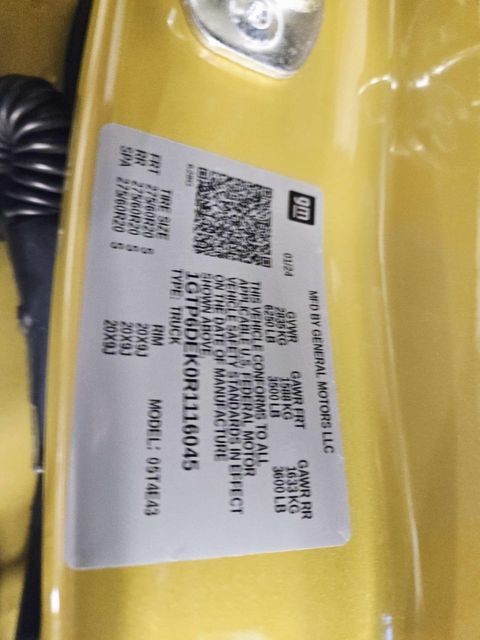 gm
MFD BY GENERAL MOTORS LLC
01/24
GVWR
GAWR FRT
GAWR RR
2835 KG
1588 KG
1633 KG
6250 LB
3500 LB
3600 LB
THIS VEHICLE CONFORMS TO ALL
APPLICABLE U.S. FEDERAL MOTOR
VEHICLE SAFETY STANDARDS IN EFFECT
ON THE DATE OF MANUFACTURE
SHOWN ABOVE.
1GTP6DEK0R1116045
TYPE: TRUCK
MODEL: 05T4E43
TIRE SIZE
RIM
FRT 275/60R20 S 20X9J
RR 275/60R20 S 20X9J
SPA 275/60R20 S 20X9J